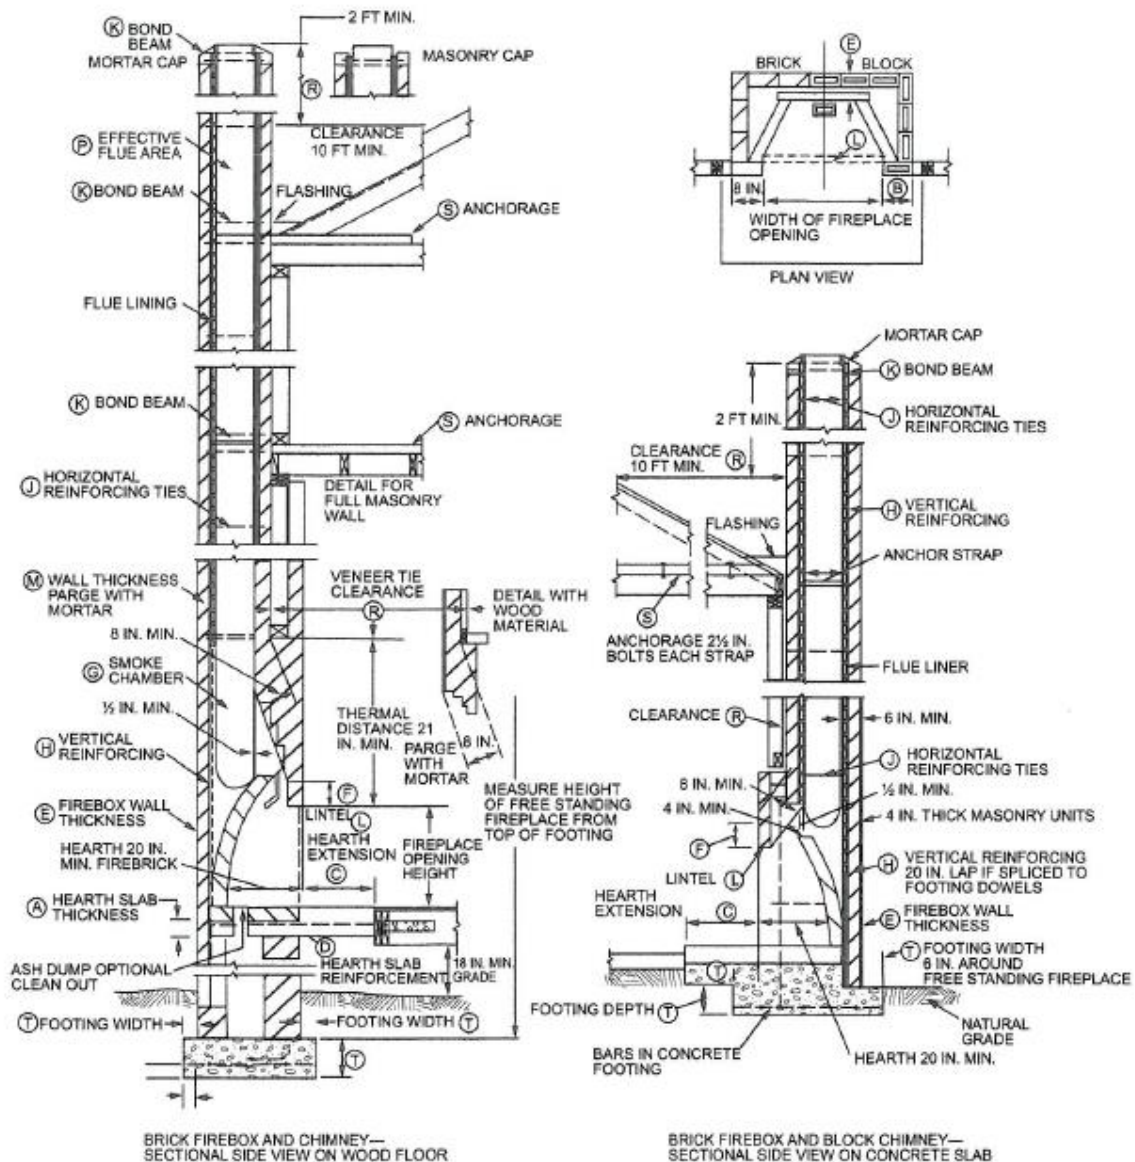 2 FT MIN.
Ⓚ BOND
BEAM
MORTAR CAP
MASONRY CAP
Ⓡ
CLEARANCE
10 FT MIN.
Ⓟ EFFECTIVE
FLUE AREA
Ⓚ BOND BEAM
FLASHING
Ⓢ ANCHORAGE
FLUE LINING
Ⓚ BOND BEAM
Ⓢ ANCHORAGE
Ⓙ HORIZONTAL
REINFORCING TIES
DETAIL FOR
FULL MASONRY
WALL
Ⓜ WALL THICKNESS
PARGE WITH
MORTAR
VENEER TIE
CLEARANCE
Ⓡ
DETAIL WITH
WOOD
MATERIAL
8 IN. MIN.
Ⓖ SMOKE
CHAMBER
½ IN. MIN.
THERMAL
DISTANCE 21
IN. MIN.
PARGE
WITH
MORTAR
8 IN.
Ⓗ VERTICAL
REINFORCING
Ⓔ FIREBOX WALL
THICKNESS
Ⓕ
LINTEL Ⓛ
MEASURE HEIGHT
OF FREE STANDING
FIREPLACE FROM
TOP OF FOOTING
HEARTH 20 IN.
MIN. FIREBRICK
HEARTH
EXTENSION
Ⓒ
FIREPLACE
OPENING
HEIGHT
Ⓐ HEARTH SLAB
THICKNESS
Ⓓ
HEARTH SLAB
REINFORCEMENT
18 IN. MIN.
GRADE
ASH DUMP OPTIONAL
CLEAN OUT
Ⓣ FOOTING WIDTH
FOOTING WIDTH Ⓣ
Ⓣ
BRICK FIREBOX AND CHIMNEY—
SECTIONAL SIDE VIEW ON WOOD FLOOR
Ⓔ
BRICK
BLOCK
Ⓛ
8 IN.
Ⓑ
WIDTH OF FIREPLACE
OPENING
PLAN VIEW
MORTAR CAP
Ⓚ BOND BEAM
2 FT MIN.
Ⓙ HORIZONTAL
REINFORCING TIES
CLEARANCE
10 FT MIN.
Ⓡ
Ⓗ VERTICAL
REINFORCING
FLASHING
ANCHOR STRAP
Ⓢ
ANCHORAGE 2½ IN.
BOLTS EACH STRAP
FLUE LINER
CLEARANCE Ⓡ
6 IN. MIN.
Ⓙ HORIZONTAL
REINFORCING TIES
8 IN. MIN.
½ IN. MIN.
4 IN. MIN.
4 IN. THICK MASONRY UNITS
Ⓕ
LINTEL Ⓛ
Ⓗ VERTICAL REINFORCING
20 IN. LAP IF SPLICED TO
FOOTING DOWELS
HEARTH
EXTENSION
Ⓒ
Ⓔ FIREBOX WALL
THICKNESS
Ⓣ FOOTING WIDTH
6 IN. AROUND
FREE STANDING FIREPLACE
Ⓣ
FOOTING DEPTH Ⓣ
NATURAL
GRADE
BARS IN CONCRETE
FOOTING
HEARTH 20 IN. MIN.
BRICK FIREBOX AND BLOCK CHIMNEY—
SECTIONAL SIDE VIEW ON CONCRETE SLAB